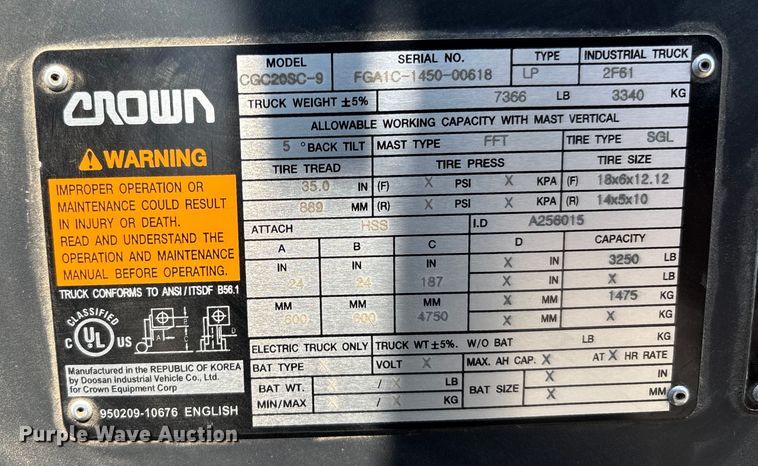 CROWN
WARNING
IMPROPER OPERATION OR
MAINTENANCE COULD RESULT
IN INJURY OR DEATH.
READ AND UNDERSTAND THE
OPERATION AND MAINTENANCE
MANUAL BEFORE OPERATING.
TRUCK CONFORMS TO ANSI/ITSDF B56.1
CLASSIFIED
C UL US
A B C D
Manufactured in the REPUBLIC OF KOREA
by Doosan Industrial Vehicle Co., Ltd.
for Crown Equipment Corp
950209-10676 ENGLISH
MODEL SERIAL NO. TYPE INDUSTRIAL TRUCK
CGC20SC-9 FGA1C-1450-00618 LP 2F61
TRUCK WEIGHT ±5% 7366 LB 3340 KG
ALLOWABLE WORKING CAPACITY WITH MAST VERTICAL
5 ° BACK TILT MAST TYPE FFT TIRE TYPE SGL
TIRE TREAD TIRE PRESS TIRE SIZE
35.0 IN (F) X PSI X KPA (F) 18x6x12.12
889 MM (R) X PSI X KPA (R) 14x5x10
ATTACH HSS I.D A256015
A B C D CAPACITY
IN IN IN X IN 3250 LB
24 24 187 X IN X LB
MM MM MM X MM 1475 KG
600 600 4750 X MM X KG
ELECTRIC TRUCK ONLY TRUCK WT ±5%. W/O BAT LB KG
BAT TYPE X VOLT X MAX. AH CAP. X AT X HR RATE
BAT WT. X / X LB BAT SIZE X IN
MIN/MAX X / X KG X MM
Purple Wave Auction